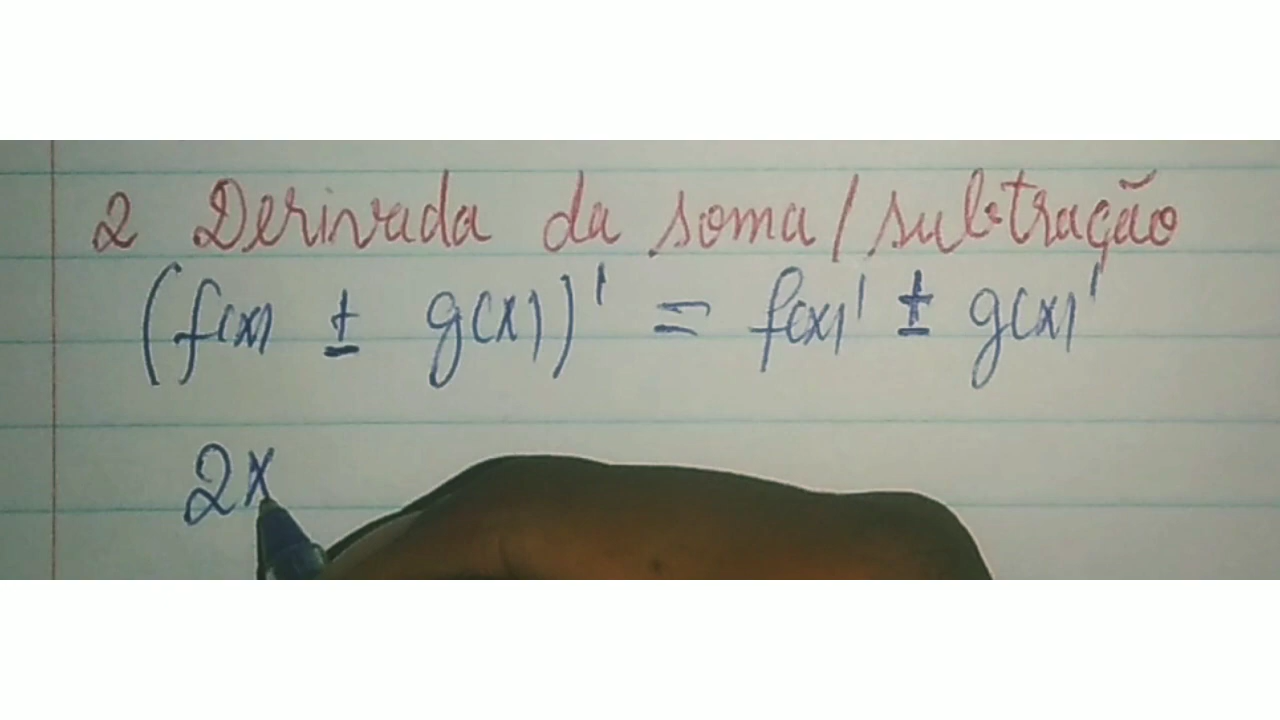 2 Derivada da soma/subtração
(f(x) ± g(x))' = f(x)' ± g(x)'
2x